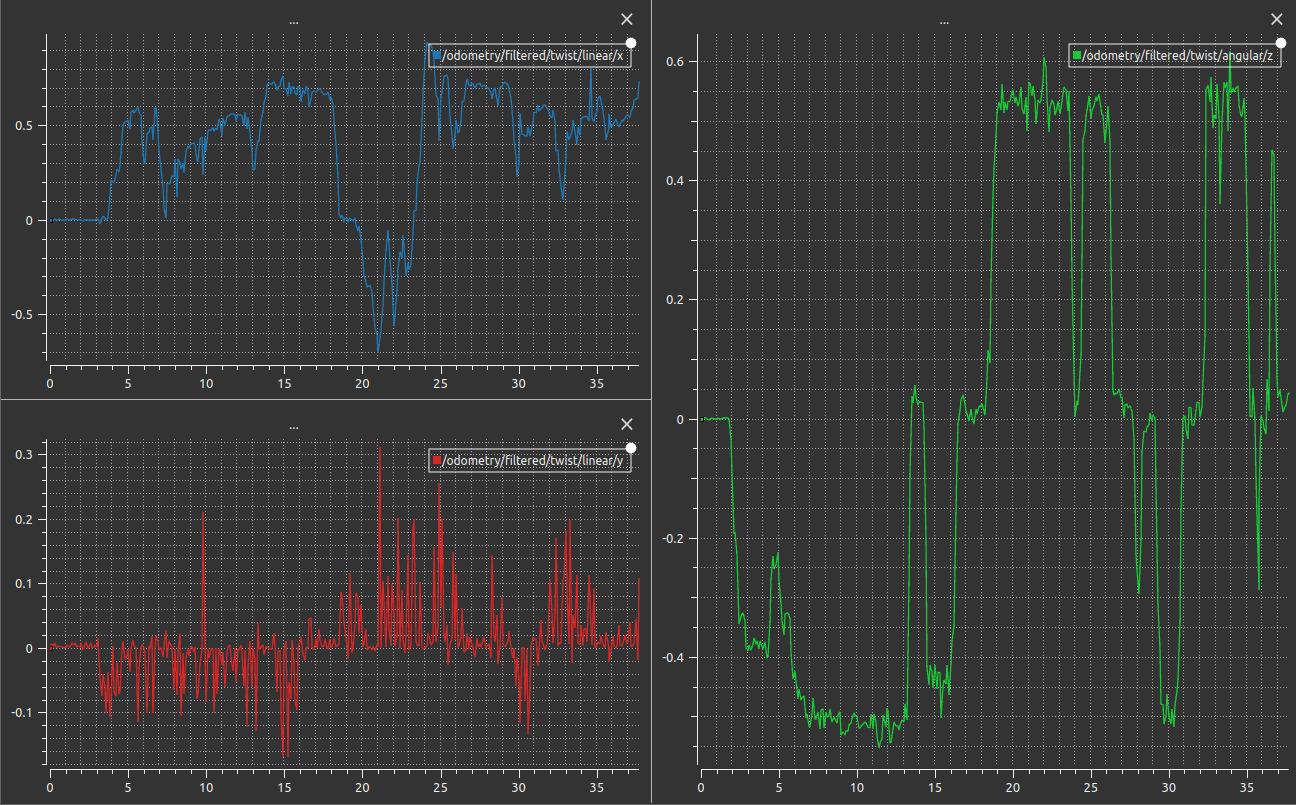 ...
/odometry/filtered/twist/linear/x
0.5
0
-0.5
0 5 10 15 20 25 30 35
...
/odometry/filtered/twist/linear/y
0.3
0.2
0.1
0
-0.1
0 5 10 15 20 25 30 35
...
/odometry/filtered/twist/angular/z
0.6
0.4
0.2
0
-0.2
-0.4
0 5 10 15 20 25 30 35